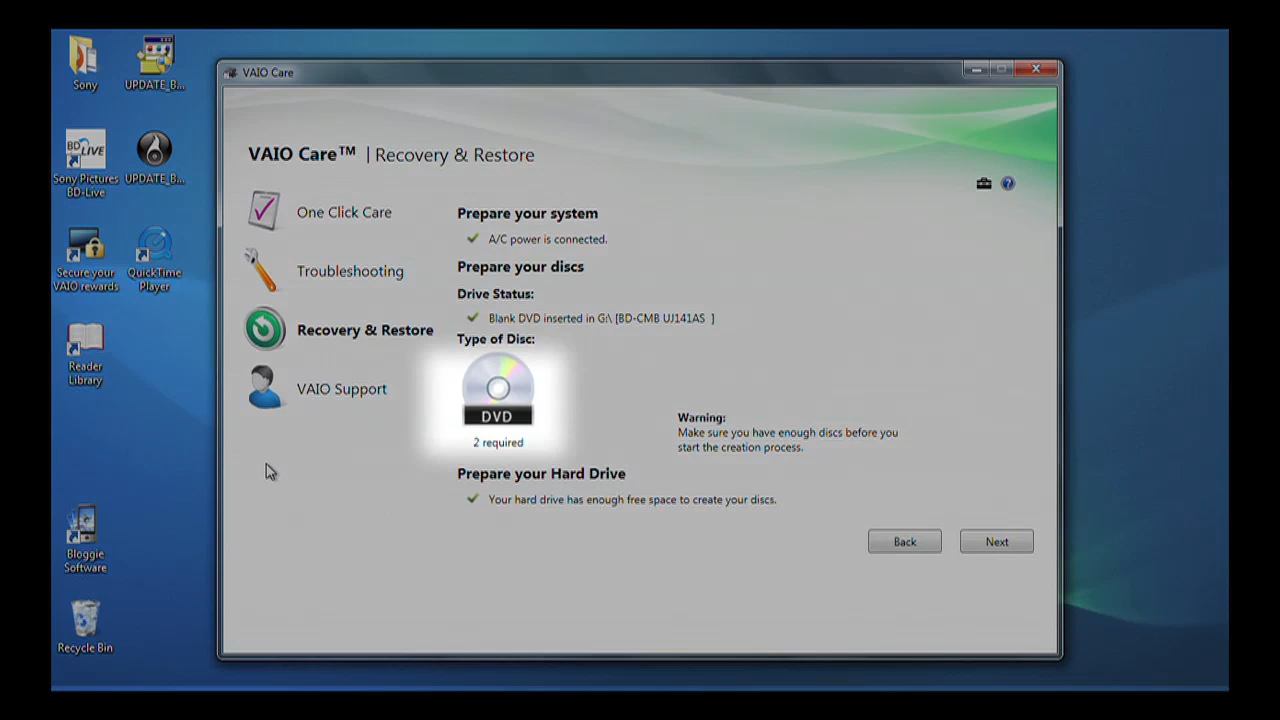 Sony
UPDATE_B...
Sony Pictures
BD-Live
UPDATE_B...
Secure your
VAIO rewards
QuickTime
Player
Reader
Library
Bloggie
Software
Recycle Bin
VAIO Care
VAIO Care™ | Recovery & Restore
One Click Care
Troubleshooting
Recovery & Restore
VAIO Support
Prepare your system
A/C power is connected.
Prepare your discs
Drive Status:
Blank DVD inserted in G:\ [BD-CMB UJ141AS ]
Type of Disc:
DVD
2 required
Warning:
Make sure you have enough discs before you
start the creation process.
Prepare your Hard Drive
Your hard drive has enough free space to create your discs.
Back
Next
BD LIVE